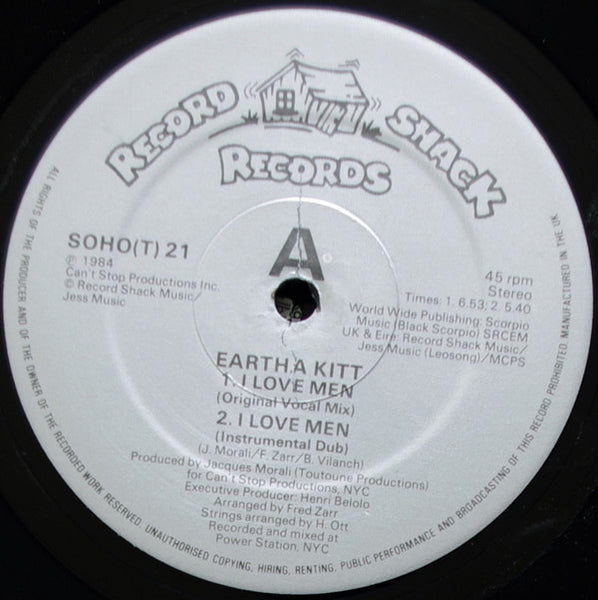 RECORD SHACK
RECORDS
A
SOHO(T) 21
℗ 1984
Can't Stop Productions Inc.
© Record Shack Music/
Jess Music
45 rpm
Stereo
Times: 1. 6.53; 2. 5.40
World Wide Publishing: Scorpio
Music (Black Scorpio) SRCEM
UK & Eire: Record Shack Music/
Jess Music (Leosong)/MCPS
EARTHA KITT
1. I LOVE MEN
(Original Vocal Mix)
2. I LOVE MEN
(Instrumental Dub)
(J. Morali/F. Zarr/B. Vilanch)
Produced by Jacques Morali (Toutoune Productions)
for Can't Stop Productions, NYC
Executive Producer: Henri Belolo
Arranged by Fred Zarr
Strings arranged by H. Ott
Recorded and mixed at
Power Station, NYC
ALL RIGHTS OF THE PRODUCER AND OF THE OWNER OF THE RECORDED WORK RESERVED. UNAUTHORISED COPYING, HIRING, RENTING, PUBLIC PERFORMANCE AND BROADCASTING OF THIS RECORD PROHIBITED. MANUFACTURED IN THE UK